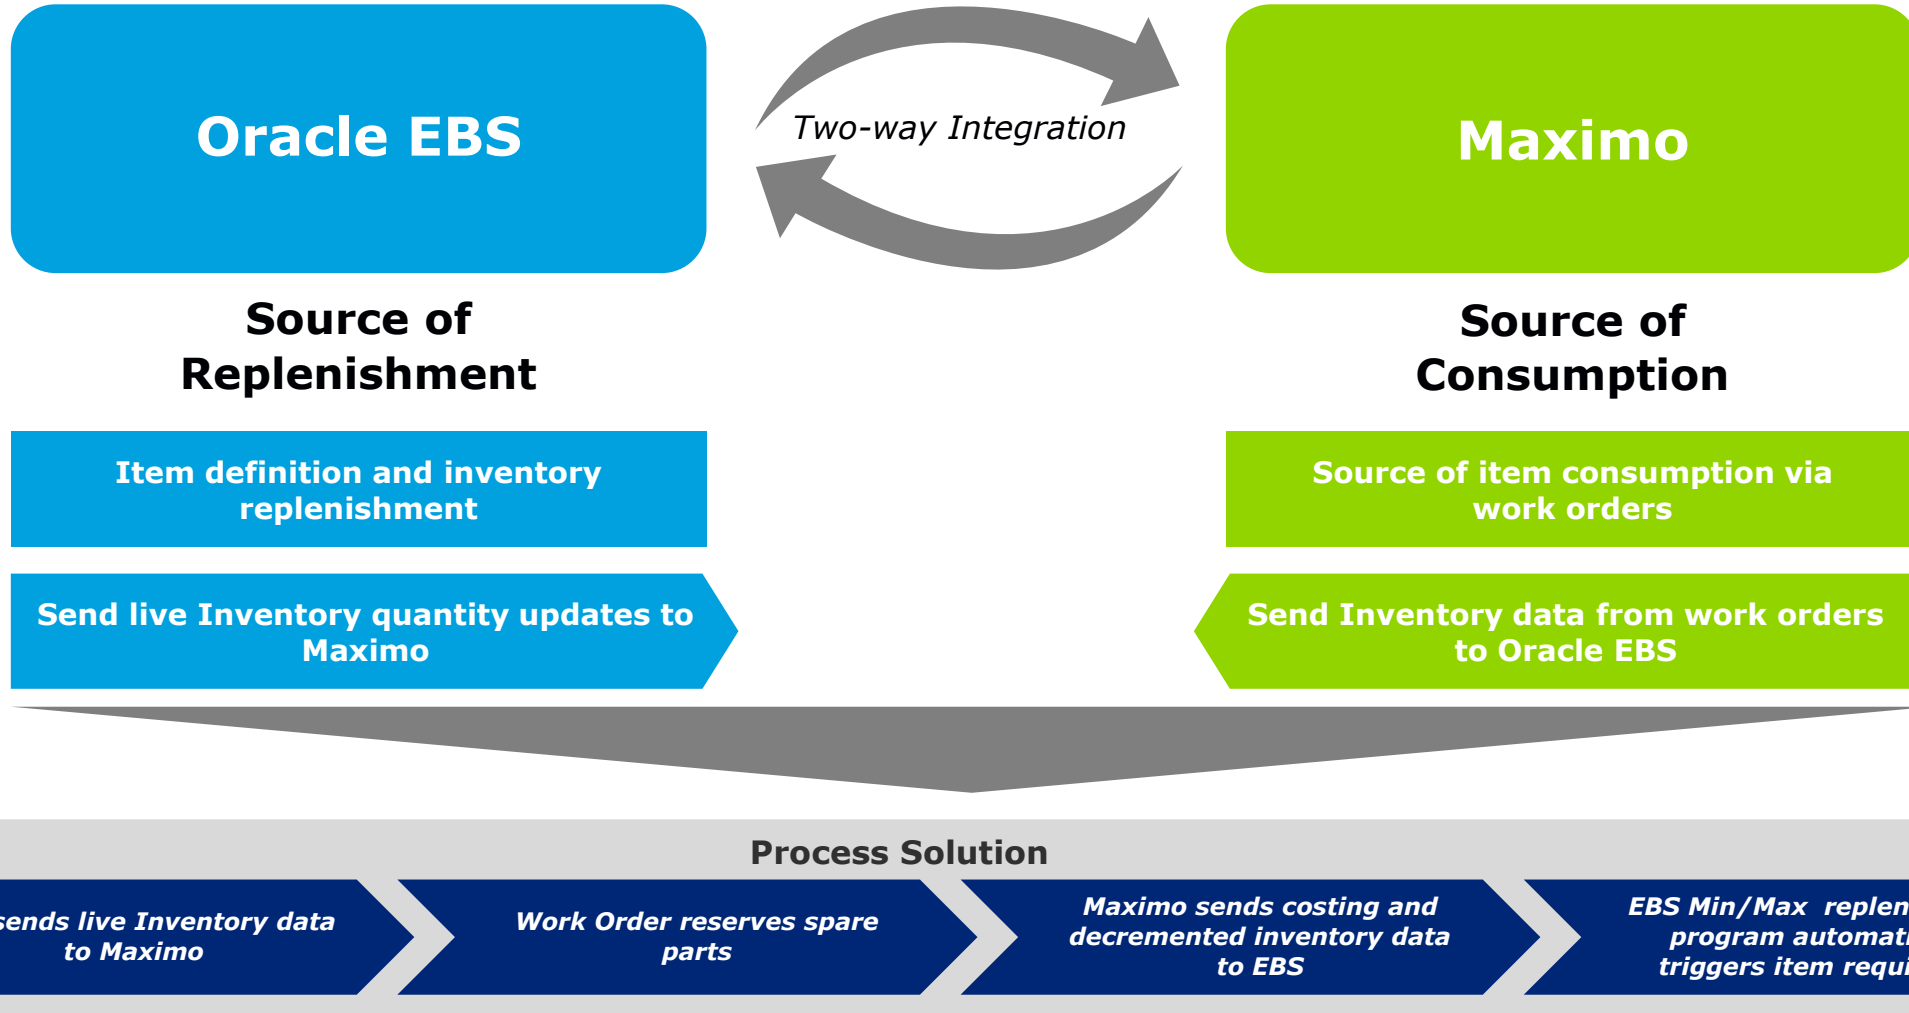 Oracle EBS
Two-way Integration
Maximo
Source of
Replenishment
Source of
Consumption
Item definition and inventory
replenishment
Source of item consumption via
work orders
Send live Inventory quantity updates to
Maximo
Send Inventory data from work orders
to Oracle EBS
Process Solution
sends live Inventory data
to Maximo
Work Order reserves spare
parts
Maximo sends costing and
decremented inventory data
to EBS
EBS Min/Max
program
triggers item